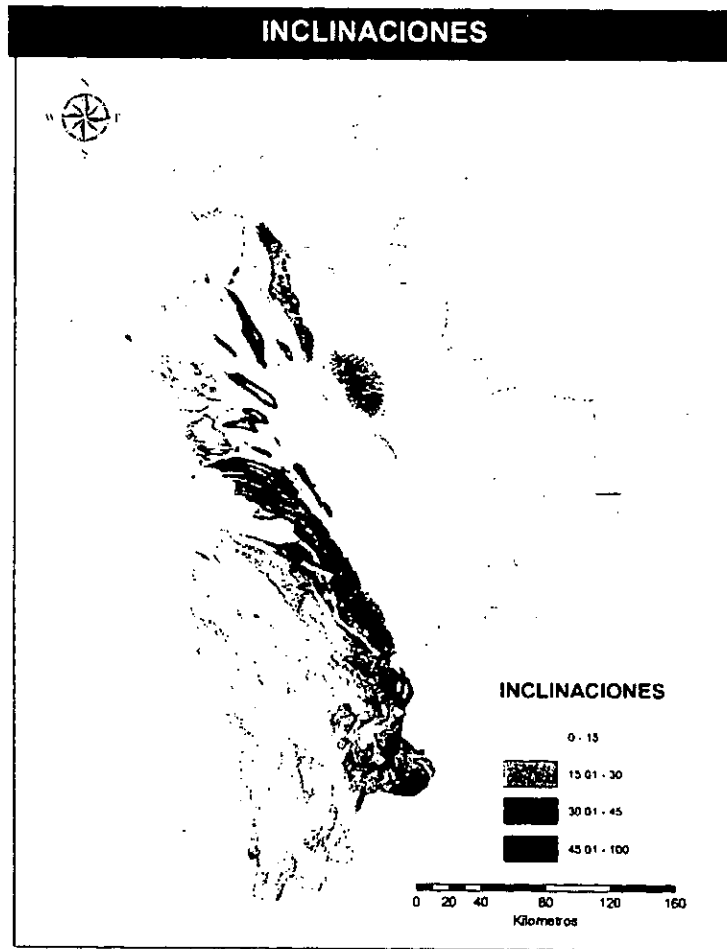 INCLINACIONES
W
INCLINACIONES
0 - 15
15.01 - 30
30.01 - 45
45.01 - 100
0 20 40 80 120 160
Kilometros